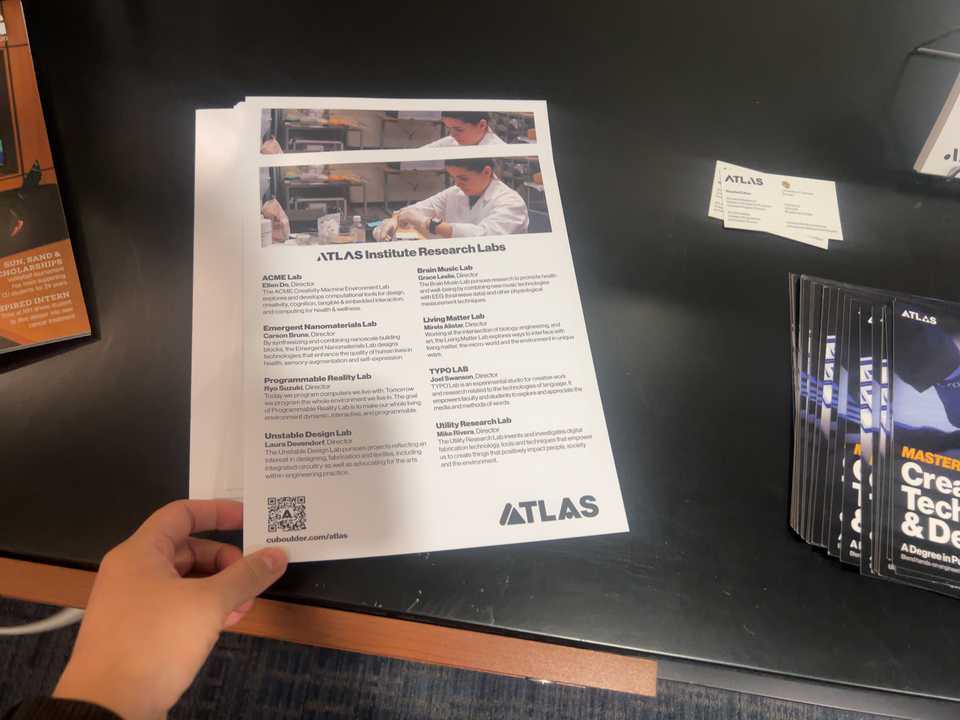 SUN, SAND &
SCHOLARSHIPS
ATLAS Institute Research Labs
ACME Lab
Ellen Do, Director
The ACME Creativity Machine Environment Lab
explores and develops computational tools for design,
creativity, cognition, tangible & embedded interaction,
and computing for health & wellness.
Emergent Nanomaterials Lab
Carson Bruns, Director
By synthesizing and combining nanoscale building
blocks, the Emergent Nanomaterials Lab designs
technologies that enhance the quality of human lives in
health, sensory augmentation and self-expression
Programmable Reality Lab
Ryo Suzuki, Director
Today we program computers we live with. Tomorrow
we program the whole environment we live in. The goal
of Programmable Reality Lab is to make our whole living
environment dynamic, interactive, and programmable.
Unstable Design Lab
Laura Devendorf, Director
The Unstable Design Lab pursues projects reflecting an
interest in designing, fabrication and textiles, including
integrated circuitry as well as advocating for the arts
within engineering practice.
Brain Music Lab
Grace Leslie, Director
The Brain Music Lab pursues research to promote health
and well-being by combining new music technologies
with EEG (brainwave data) and other physiological
measurement techniques.
Living Matter Lab
Mirela Alistar, Director
Working at the intersection of biology, engineering, and
art, the Living Matter Lab explores ways to interface with
living matter, the micro-world and the environment in unique
ways.
TYPO LAB
Joel Swanson, Director
TYPO Lab is an experimental studio for creative work
and research related to the technologies of language. It
empowers faculty and students to explore and appreciate the
media and methods of words.
Utility Research Lab
Mike Rivera, Director
The Utility Research Lab invents and investigates digital
fabrication technology, tools and techniques that empower
us to create things that positively impact people, society
and the environment.
cuboulder.com/atlas
ATLAS
ATLAS
ATLAS
MASTER
Crea
Tech
& De
A Degree in